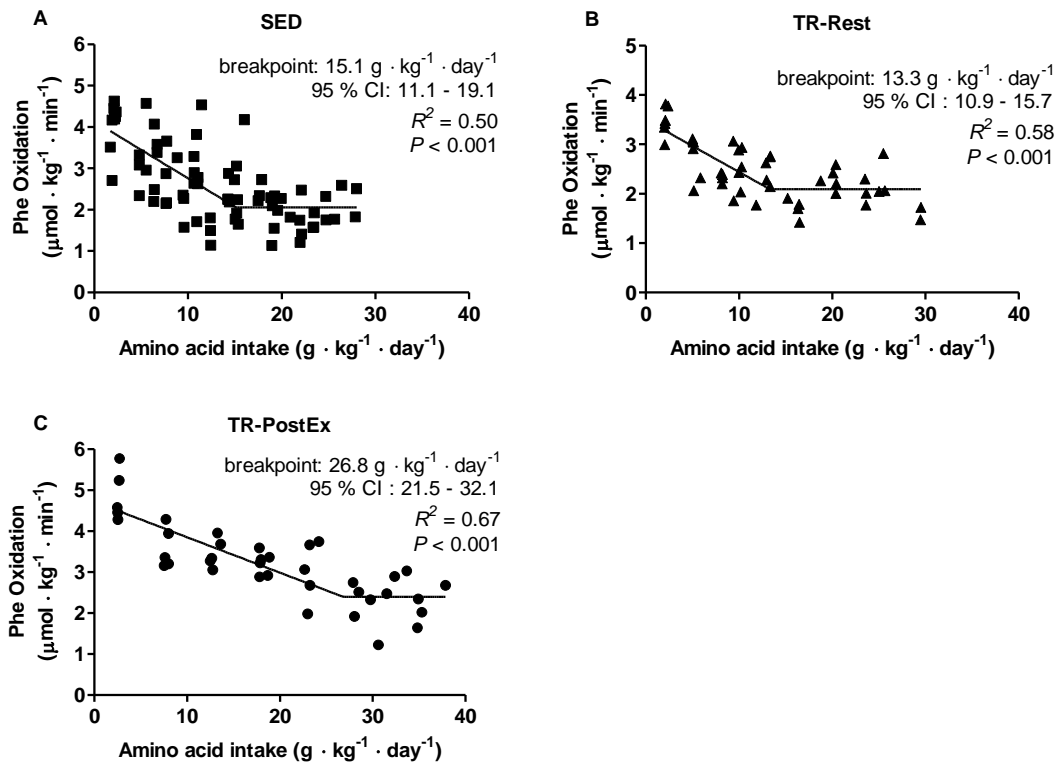 A
SED
breakpoint: 15.1 g · kg⁻¹ · day⁻¹
95 % CI: 11.1 - 19.1
R² = 0.50
P < 0.001
Phe Oxidation
(μmol · kg⁻¹ · min⁻¹)
6
5
4
3
2
1
0
0 10 20 30 40
Amino acid intake (g · kg⁻¹ · day⁻¹)
B
TR-Rest
breakpoint: 13.3 g · kg⁻¹ · day⁻¹
95 % CI : 10.9 - 15.7
R² = 0.58
P < 0.001
Phe Oxidation
(μmol · kg⁻¹ · min⁻¹)
5
4
3
2
1
0
0 10 20 30 40
Amino acid intake (g · kg⁻¹ · day⁻¹)
C
TR-PostEx
breakpoint: 26.8 g · kg⁻¹ · day⁻¹
95 % CI : 21.5 - 32.1
R² = 0.67
P < 0.001
Phe Oxidation
(μmol · kg⁻¹ · min⁻¹)
6
5
4
3
2
1
0
0 10 20 30 40
Amino acid intake (g · kg⁻¹ · day⁻¹)